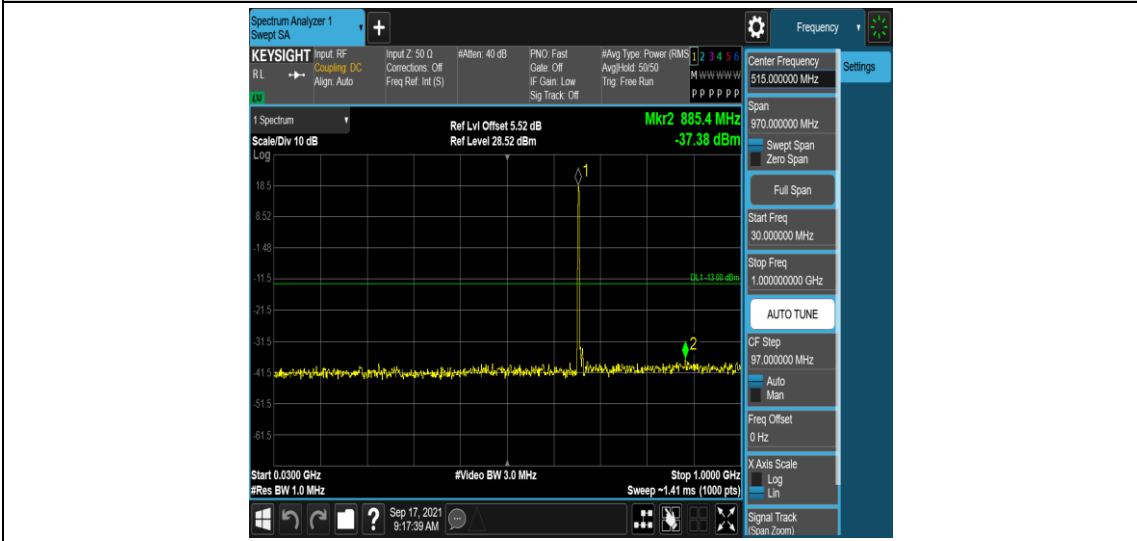 Spectrum Analyzer 1
Swept SA
+
Frequency
KEYSIGHT
RL
LM
Input: RF
Coupling: DC
Align: Auto
Input Z: 50 Ω
Corrections: Off
Freq Ref: Int (S)
#Atten: 40 dB
PNO: Fast
Gate: Off
IF Gain: Low
Sig Track: Off
#Avg Type: Power (RMS
Avg|Hold: 50/50
Trig: Free Run
1 2 3 4 5 6
M W W W W W
P P P P P P
1 Spectrum
Scale/Div 10 dB
Log
Ref Lvl Offset 5.52 dB
Ref Level 28.52 dBm
Mkr2 885.4 MHz
-37.38 dBm
1
18.5
8.52
-1.48
-11.5
DL1 -13.00 dBm
-21.5
-31.5
2
-41.5
-51.5
-61.5
Start 0.0300 GHz
#Res BW 1.0 MHz
#Video BW 3.0 MHz
Stop 1.0000 GHz
Sweep ~1.41 ms (1000 pts)
?
Sep 17, 2021
9:17:39 AM
Center Frequency
515.000000 MHz
Settings
Span
970.000000 MHz
Swept Span
Zero Span
Full Span
Start Freq
30.000000 MHz
Stop Freq
1.000000000 GHz
AUTO TUNE
CF Step
97.000000 MHz
Auto
Man
Freq Offset
0 Hz
X Axis Scale
Log
Lin
Signal Track
(Span Zoom)